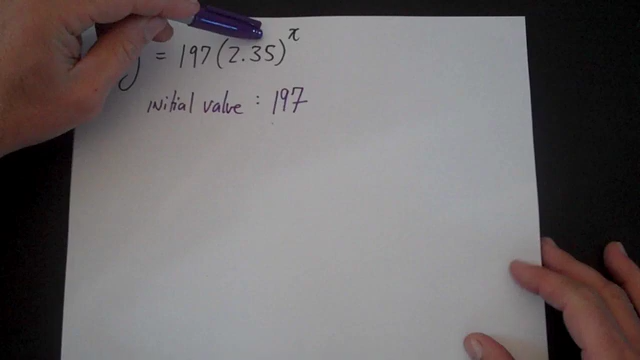 y = 197(2.35)^x
initial value : 197